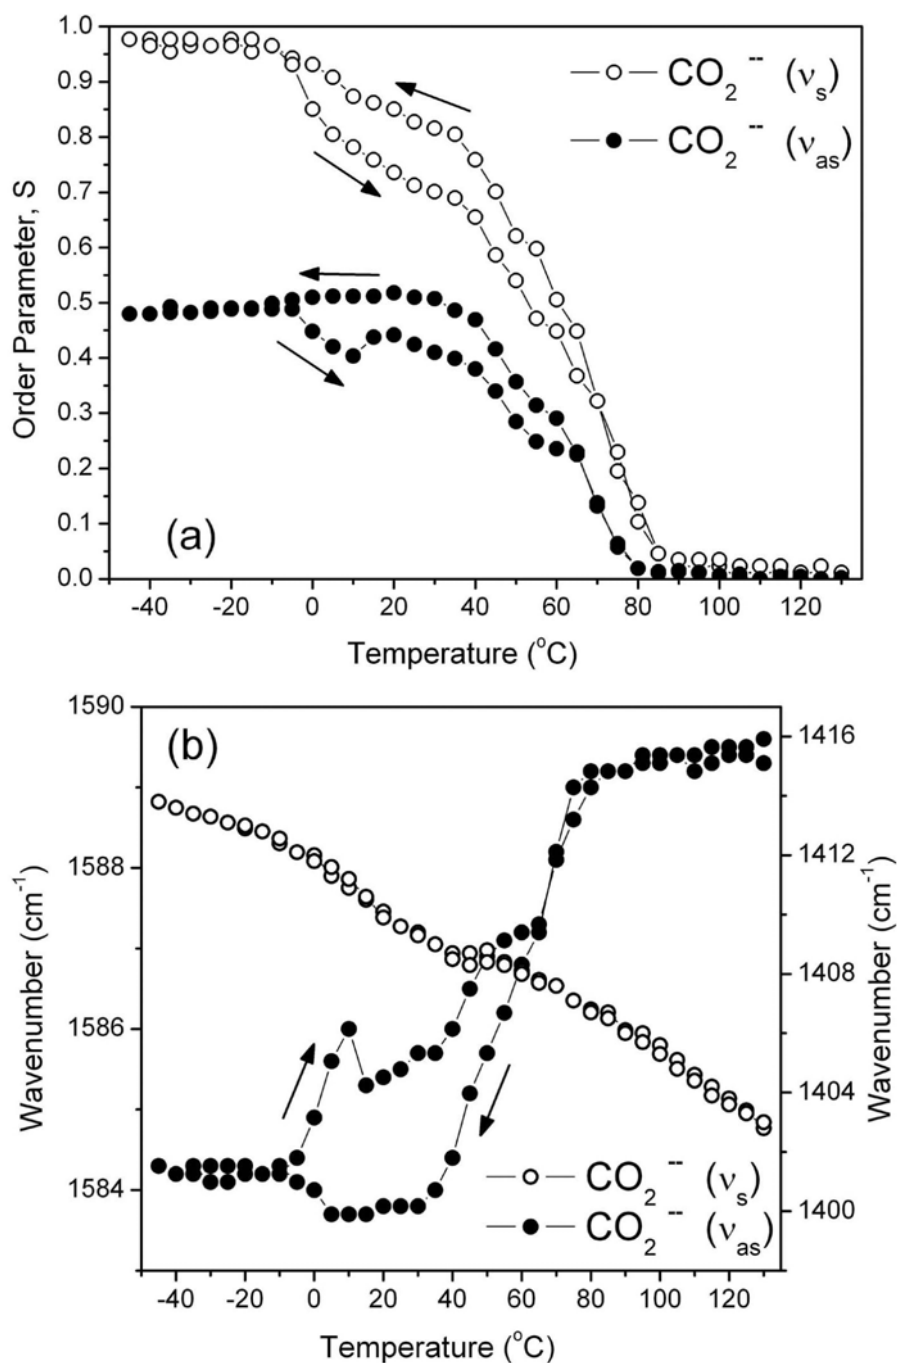 1.0
0.9
0.8
0.7
0.6
0.5
0.4
0.3
0.2
0.1
0.0
Order Parameter, S
CO2-- (νs)
CO2-- (νas)
(a)
-40 -20 0 20 40 60 80 100 120
Temperature (oC)
(b)
1590
1588
1586
1584
Wavenumber (cm-1)
1416
1412
1408
1404
1400
Wavenumber (cm-1)
CO2-- (νs)
CO2-- (νas)
-40 -20 0 20 40 60 80 100 120
Temperature (oC)